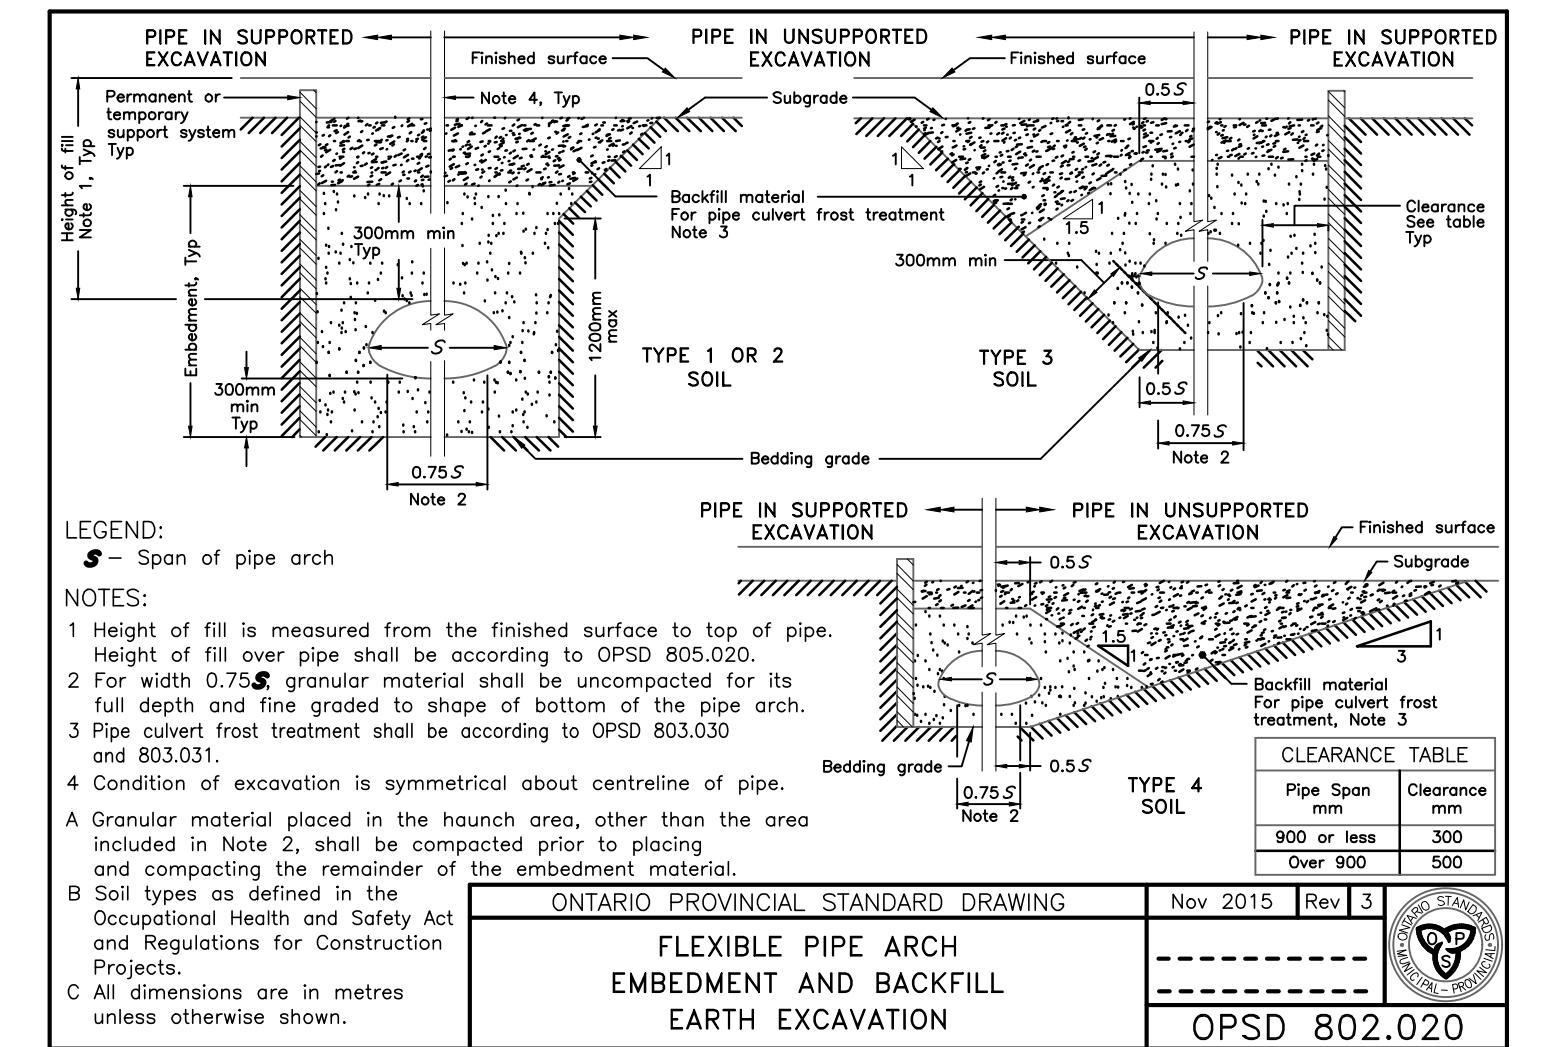 PIPE IN SUPPORTED
EXCAVATION
PIPE IN UNSUPPORTED
EXCAVATION
PIPE IN SUPPORTED
EXCAVATION
Finished surface
Finished surface
Permanent or
temporary
support system
Typ
Note 4, Typ
Subgrade
0.5S
Height of fill
Note 1, Typ
1
1
1
1
Backfill material
For pipe culvert frost treatment
Note 3
1
1.5
Clearance
See table
Typ
300mm min
Typ
300mm min
Embedment, Typ
S
S
1200mm
max
TYPE 1 OR 2
SOIL
TYPE 3
SOIL
300mm
min
Typ
0.5S
0.75S
Note 2
Bedding grade
0.75S
Note 2
PIPE IN SUPPORTED
EXCAVATION
PIPE IN UNSUPPORTED
EXCAVATION
Finished surface
Subgrade
0.5S
1.5
1
1
3
S
Backfill material
For pipe culvert frost
treatment, Note 3
Bedding grade
0.5S
0.75S
Note 2
TYPE 4
SOIL
LEGEND:
S – Span of pipe arch
NOTES:
1 Height of fill is measured from the finished surface to top of pipe.
Height of fill over pipe shall be according to OPSD 805.020.
2 For width 0.75S, granular material shall be uncompacted for its
full depth and fine graded to shape of bottom of the pipe arch.
3 Pipe culvert frost treatment shall be according to OPSD 803.030
and 803.031.
4 Condition of excavation is symmetrical about centreline of pipe.
A Granular material placed in the haunch area, other than the area
included in Note 2, shall be compacted prior to placing
and compacting the remainder of the embedment material.
B Soil types as defined in the
Occupational Health and Safety Act
and Regulations for Construction
Projects.
C All dimensions are in metres
unless otherwise shown.
CLEARANCE TABLE
Pipe Span
mm
Clearance
mm
900 or less 300
Over 900 500
ONTARIO PROVINCIAL STANDARD DRAWING
Nov 2015 Rev 3
FLEXIBLE PIPE ARCH
EMBEDMENT AND BACKFILL
EARTH EXCAVATION
ONTARIO STANDARDS
MUNICIPAL – PROVINCIAL
O P
S
OPSD 802.020